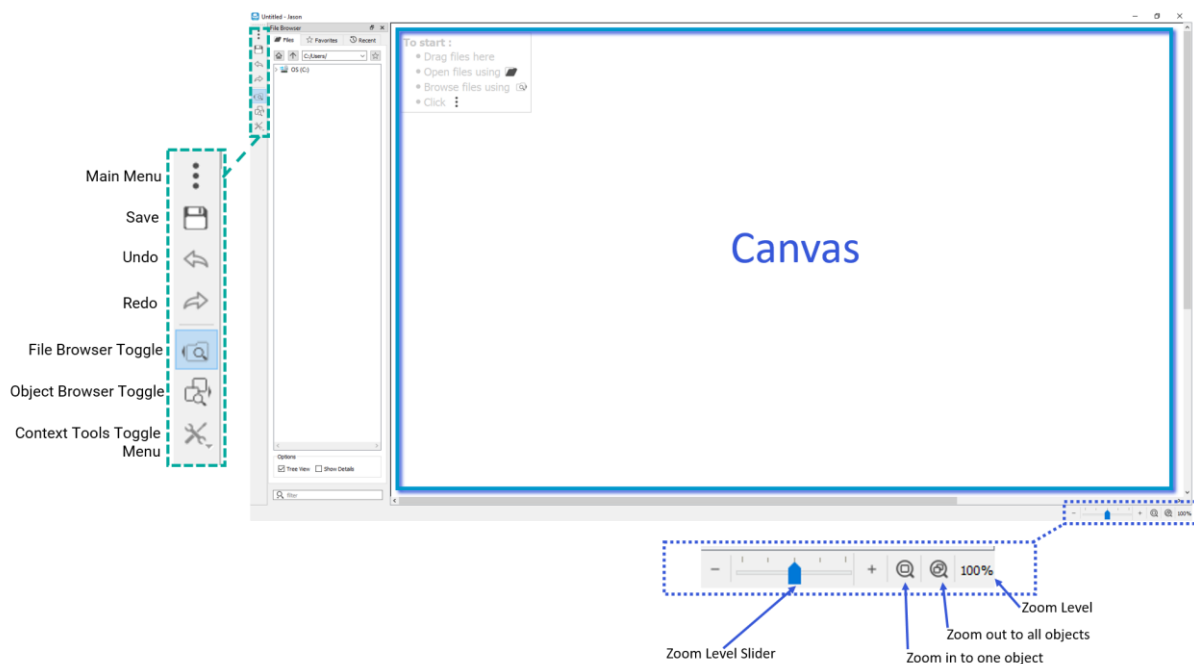 Untitled - Jason
File Browser
Files Favorites Recent
C:/Users/
OS (C:)
To start :
Drag files here
Open files using
Browse files using
Click
Canvas
Main Menu
Save
Undo
Redo
File Browser Toggle
Object Browser Toggle
Context Tools Toggle
Menu
Options
Tree View Show Details
filter
100%
100%
Zoom Level
Zoom out to all objects
Zoom Level Slider
Zoom in to one object